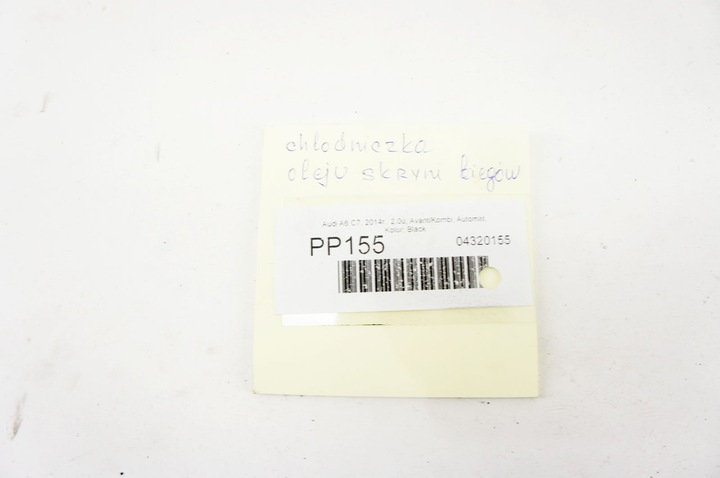 chłodniczka
oleju skrzyni biegów
Audi A6 C7, 2014r., 2.0d, Avant/Kombi, Automat,
Kolor: Black
PP155
04320155